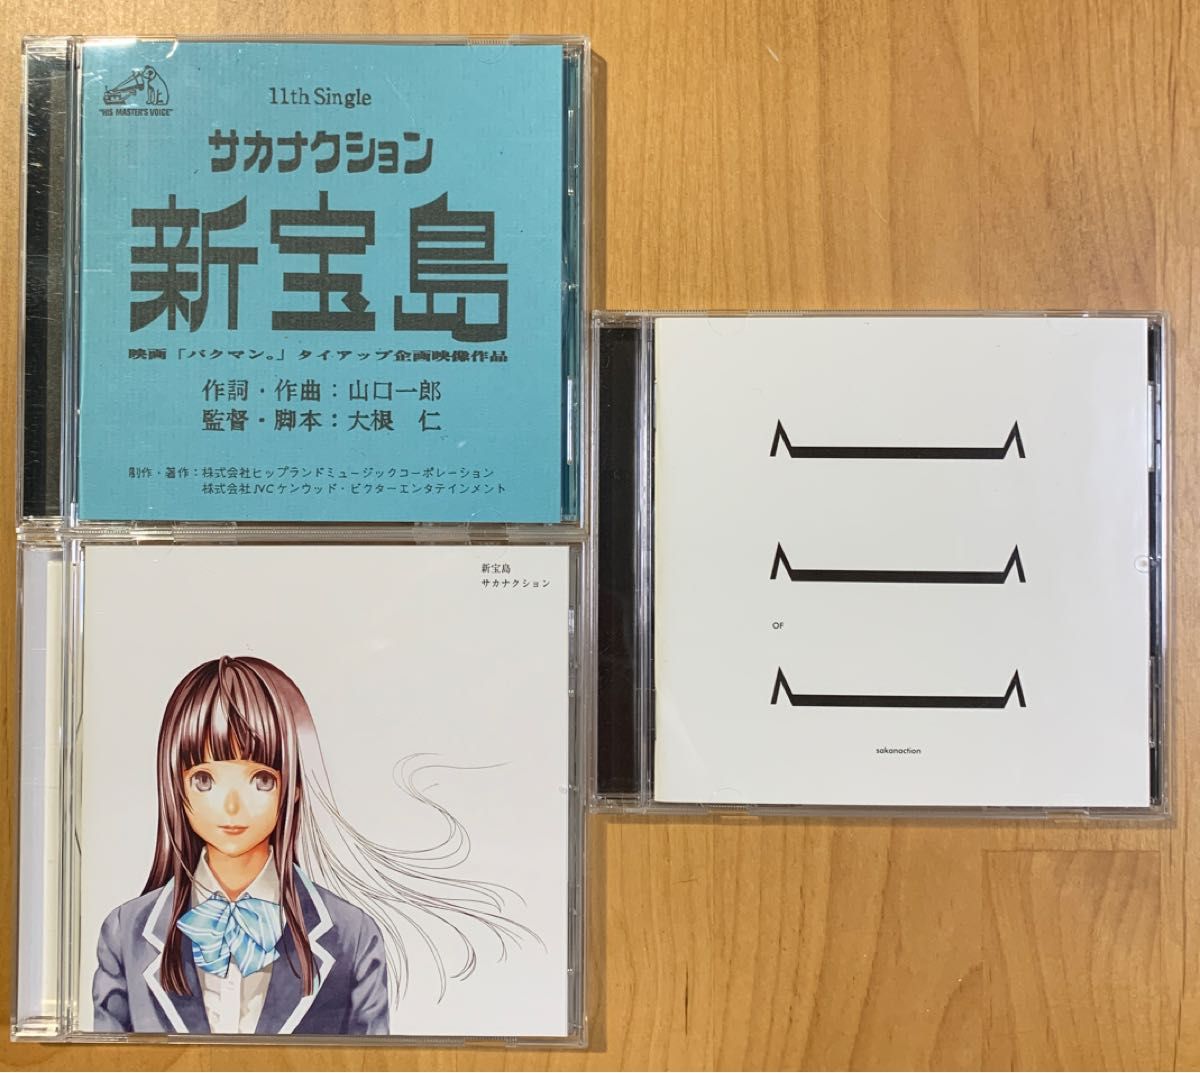 "HIS MASTER'S VOICE"
11th Single
サカナクション
新宝島
映画「バクマン。」タイアップ企画映像作品
作詞・作曲：山口一郎
監督・脚本：大根 仁
制作・著作：株式会社ヒップランドミュージックコーポレーション
株式会社JVCケンウッド・ビクターエンタテインメント
新宝島
サカナクション
OF
sakanaction